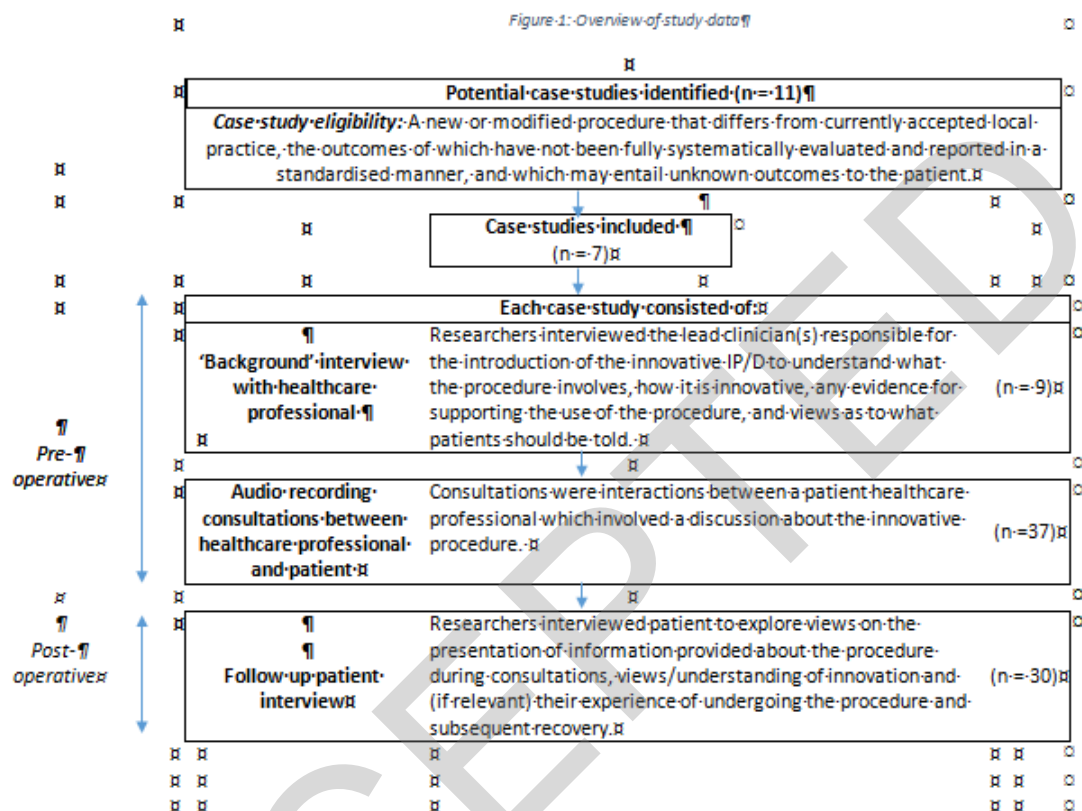 Figure 1: Overview of study data¶
Potential case studies identified (n = 11)¶
Case study eligibility: A new or modified procedure that differs from currently accepted local
practice, the outcomes of which have not been fully systematically evaluated and reported in a
standardised manner, and which may entail unknown outcomes to the patient.¤
Case studies included ¶
(n = 7)¤
Each case study consisted of:¤
¶
'Background' interview
with healthcare
professional ¶
¤
Researchers interviewed the lead clinician(s) responsible for
the introduction of the innovative IP/D to understand what
the procedure involves, how it is innovative, any evidence for
supporting the use of the procedure, and views as to what
patients should be told. ¤
(n = 9)¤
¶
Pre-¶
operative¤
Audio recording
consultations between
healthcare professional
and patient ¤
Consultations were interactions between a patient healthcare
professional which involved a discussion about the innovative
procedure. ¤
(n =37)¤
¶
Post-¶
operative¤
¶
¶
Follow up patient
interview¤
Researchers interviewed patient to explore views on the
presentation of information provided about the procedure
during consultations, views/understanding of innovation and
(if relevant) their experience of undergoing the procedure and
subsequent recovery.¤
(n = 30)¤
CEPTED